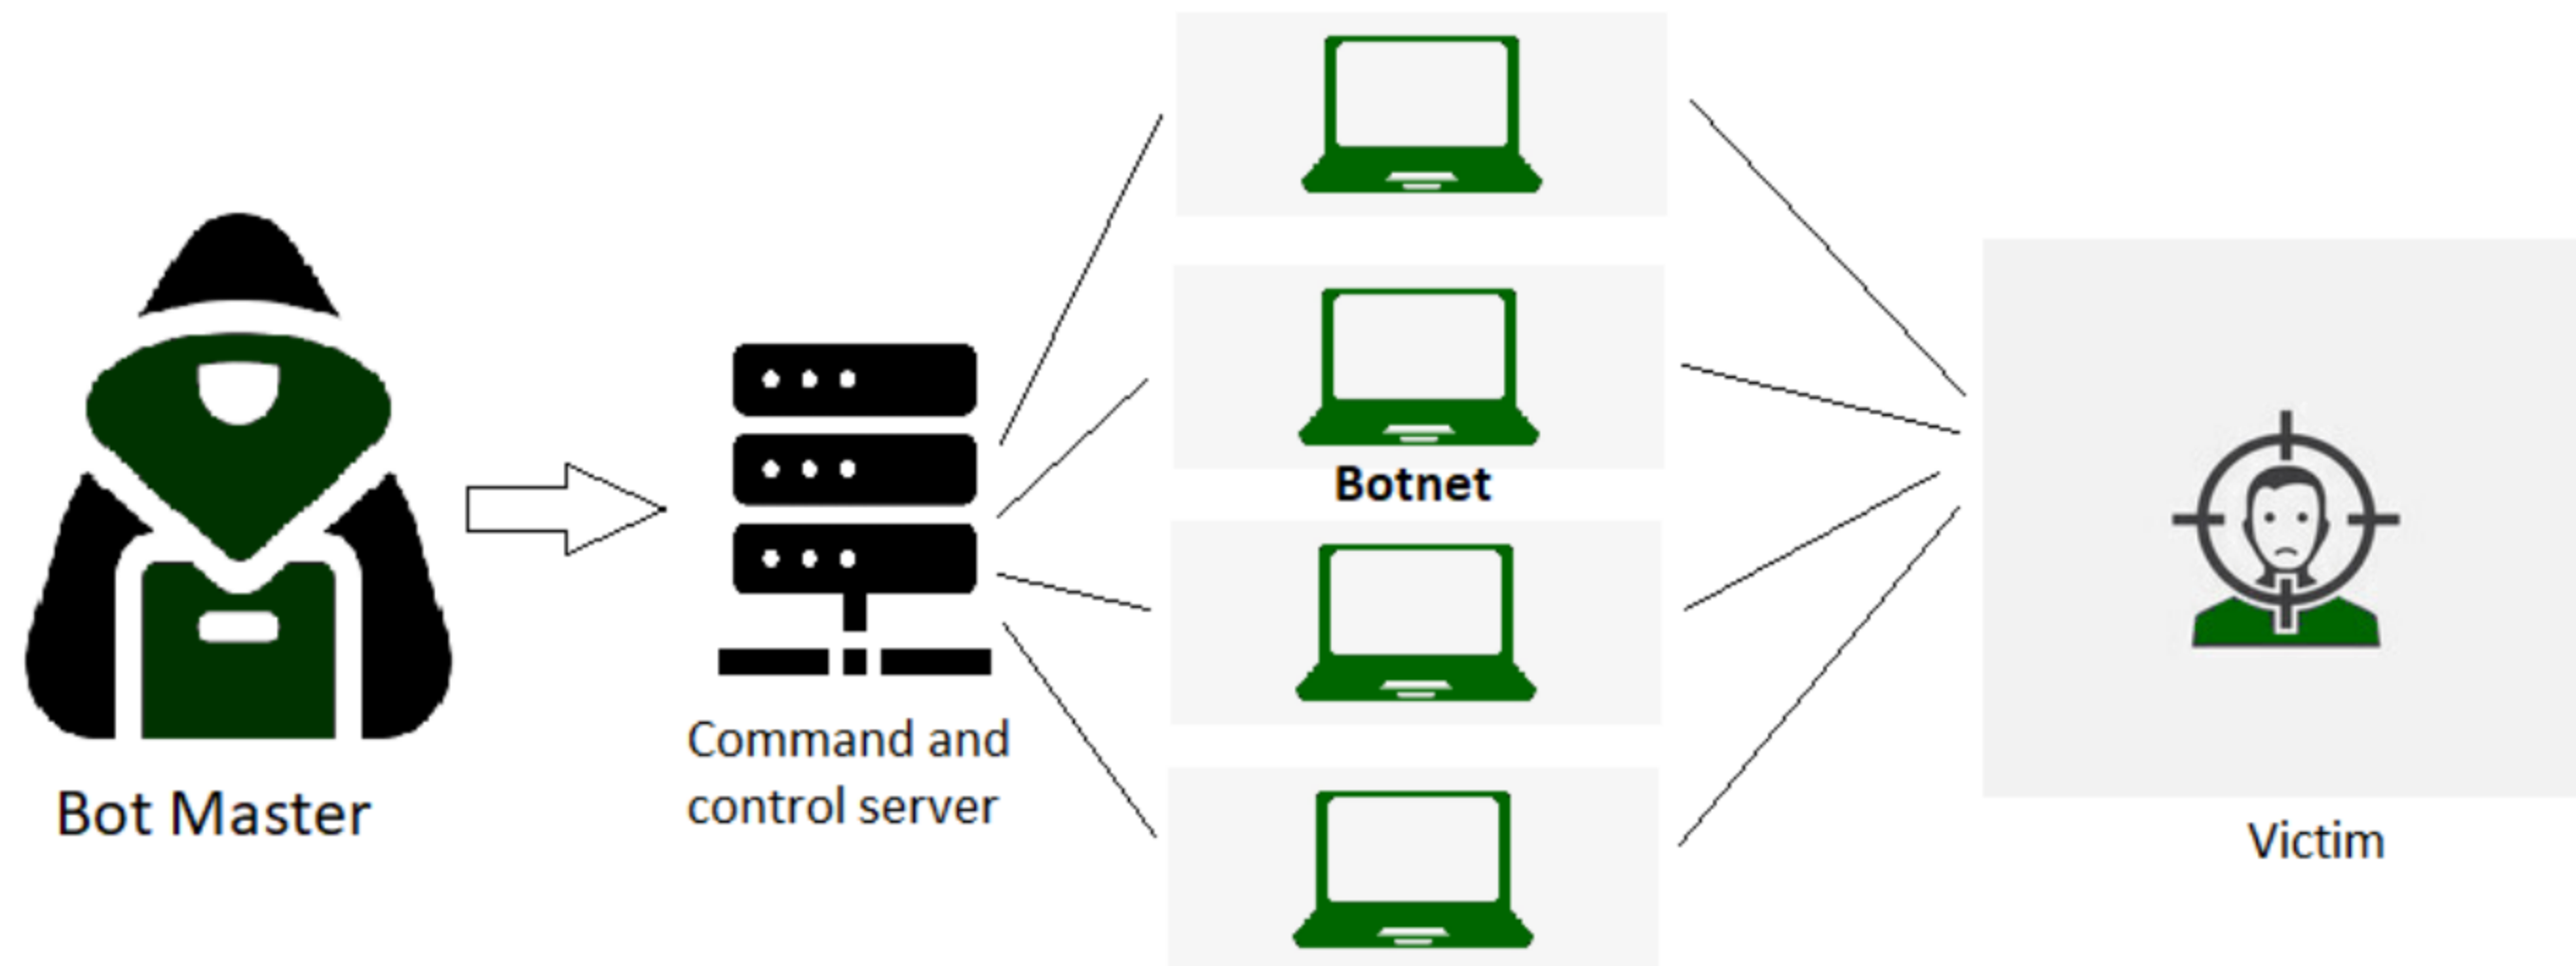 Bot Master
Command and
control server
Botnet
Victim